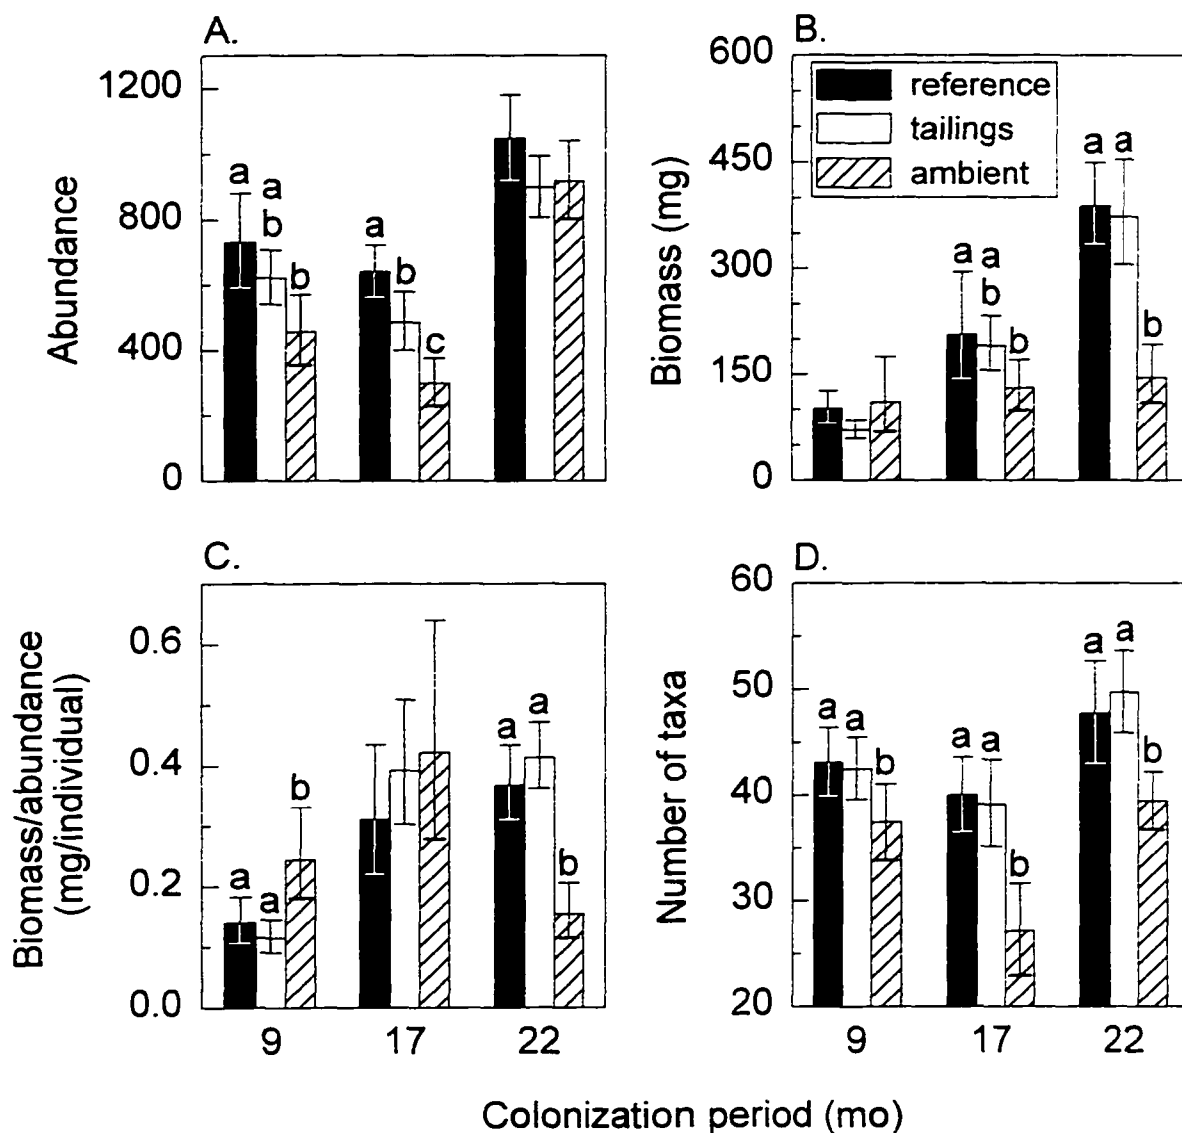 A.
Abundance
1200
800
400
0
a
a
b
b
a
b
c
B.
Biomass (mg)
600
450
300
150
0
reference
tailings
ambient
a
a
b
b
a
a
b
C.
Biomass/abundance
(mg/individual)
0.6
0.4
0.2
0.0
a
a
b
a
a
b
9
17
22
D.
Number of taxa
60
50
40
30
20
a
a
b
a
a
b
a
a
b
9
17
22
Colonization period (mo)